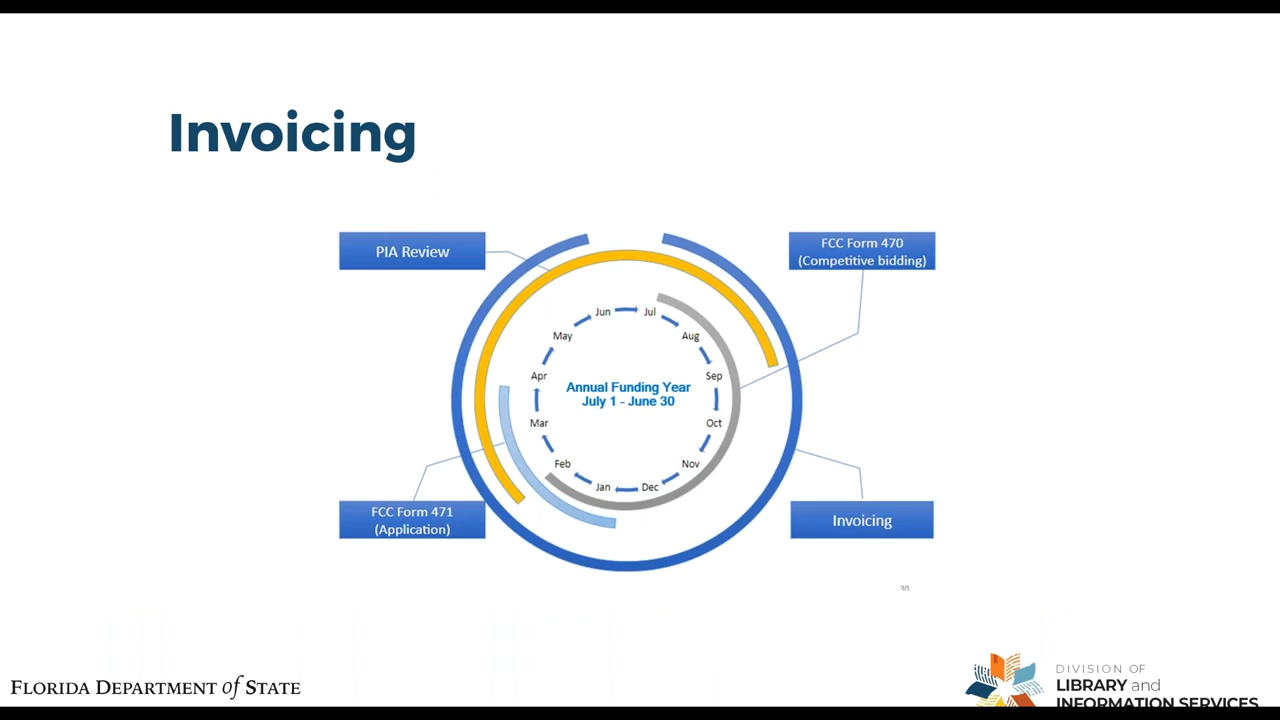 Invoicing
PIA Review
FCC Form 470
(Competitive bidding)
Jun
Jul
May
Aug
Apr
Sep
Annual Funding Year
July 1 - June 30
Mar
Oct
Feb
Nov
Jan
Dec
FCC Form 471
(Application)
Invoicing
30
FLORIDA DEPARTMENT of STATE
DIVISION OF
LIBRARY and
INFORMATION SERVICES